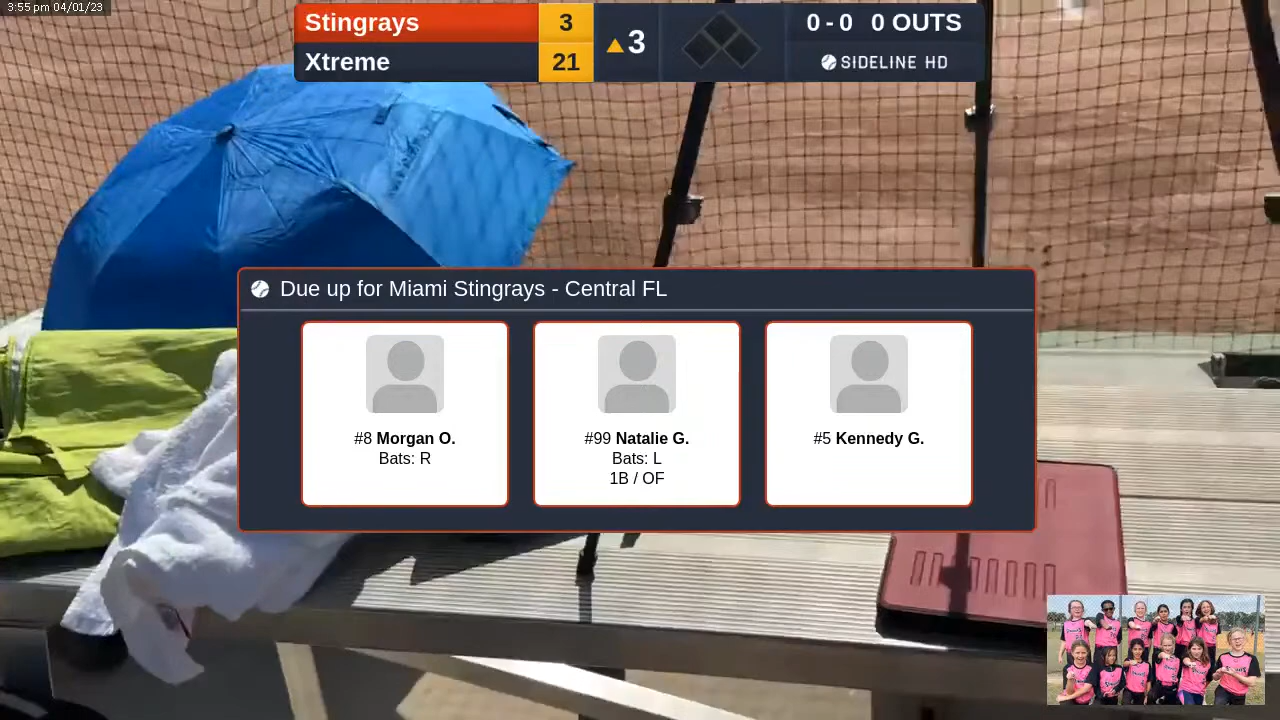 3:55 pm 04/01/23
Stingrays 3
Xtreme 21
▲3
0 - 0 0 OUTS
SIDELINE HD
Due up for Miami Stingrays - Central FL
#8 Morgan O.
Bats: R
#99 Natalie G.
Bats: L
1B / OF
#5 Kennedy G.